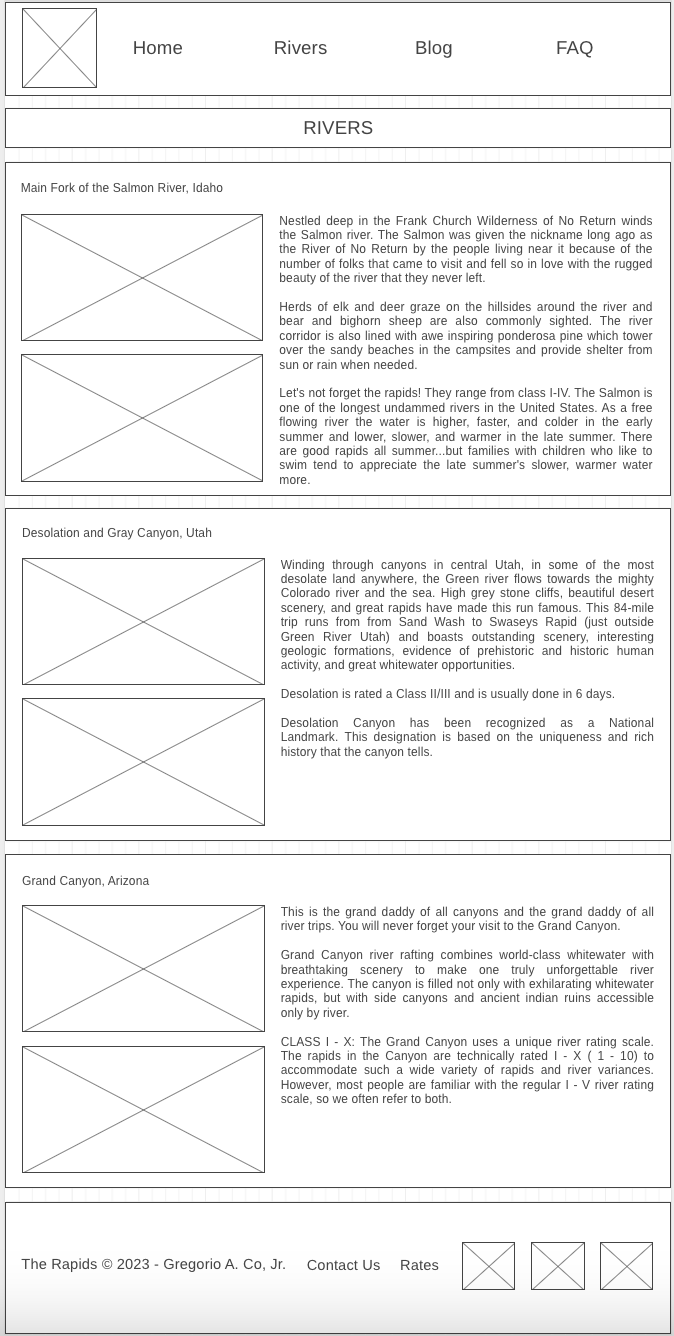 Home Rivers Blog FAQ
RIVERS
Main Fork of the Salmon River, Idaho
Nestled deep in the Frank Church Wilderness of No Return winds
the Salmon river. The Salmon was given the nickname long ago as
the River of No Return by the people living near it because of the
number of folks that came to visit and fell so in love with the rugged
beauty of the river that they never left.
Herds of elk and deer graze on the hillsides around the river and
bear and bighorn sheep are also commonly sighted. The river
corridor is also lined with awe inspiring ponderosa pine which tower
over the sandy beaches in the campsites and provide shelter from
sun or rain when needed.
Let's not forget the rapids! They range from class I-IV. The Salmon is
one of the longest undammed rivers in the United States. As a free
flowing river the water is higher, faster, and colder in the early
summer and lower, slower, and warmer in the late summer. There
are good rapids all summer...but families with children who like to
swim tend to appreciate the late summer's slower, warmer water
more.
Desolation and Gray Canyon, Utah
Winding through canyons in central Utah, in some of the most
desolate land anywhere, the Green river flows towards the mighty
Colorado river and the sea. High grey stone cliffs, beautiful desert
scenery, and great rapids have made this run famous. This 84-mile
trip runs from from Sand Wash to Swaseys Rapid (just outside
Green River Utah) and boasts outstanding scenery, interesting
geologic formations, evidence of prehistoric and historic human
activity, and great whitewater opportunities.
Desolation is rated a Class II/III and is usually done in 6 days.
Desolation Canyon has been recognized as a National
Landmark. This designation is based on the uniqueness and rich
history that the canyon tells.
Grand Canyon, Arizona
This is the grand daddy of all canyons and the grand daddy of all
river trips. You will never forget your visit to the Grand Canyon.
Grand Canyon river rafting combines world-class whitewater with
breathtaking scenery to make one truly unforgettable river
experience. The canyon is filled not only with exhilarating whitewater
rapids, but with side canyons and ancient indian ruins accessible
only by river.
CLASS I - X: The Grand Canyon uses a unique river rating scale.
The rapids in the Canyon are technically rated I - X ( 1 - 10) to
accommodate such a wide variety of rapids and river variances.
However, most people are familiar with the regular I - V river rating
scale, so we often refer to both.
The Rapids © 2023 - Gregorio A. Co, Jr. Contact Us Rates